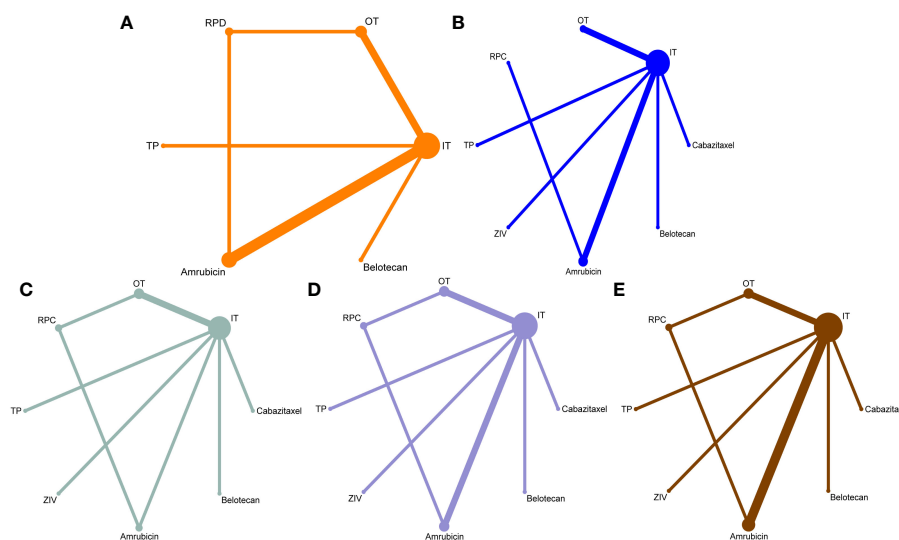 A
RPD
OT
TP
IT
Amrubicin
Belotecan
B
OT
IT
RPC
TP
Cabazitaxel
ZIV
Belotecan
Amrubicin
C
OT
RPC
IT
TP
Cabazitaxel
ZIV
Belotecan
Amrubicin
D
OT
RPC
IT
TP
Cabazitaxel
ZIV
Belotecan
Amrubicin
E
OT
RPC
IT
TP
Cabazita
ZIV
Belotecan
Amrubicin